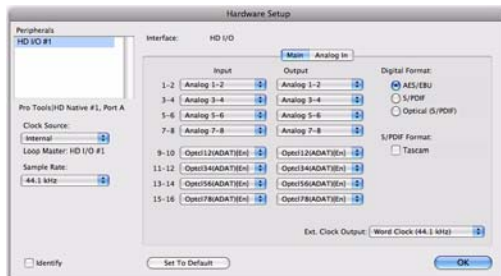 Hardware Setup
Peripherals
HD I/O #1
Interface: HD I/O
Main Analog In
Input Output Digital Format:
1-2 Analog 1-2 Analog 1-2 AES/EBU
3-4 Analog 3-4 Analog 3-4 S/PDIF
5-6 Analog 5-6 Analog 5-6 Optical (S/PDIF)
7-8 Analog 7-8 Analog 7-8
Pro Tools|HD Native #1, Port A
Clock Source:
Internal
Loop Master: HD I/O #1
Sample Rate:
44.1 kHz
S/PDIF Format:
Tascam
9-10 Optcl12(ADAT)[En] Optcl12(ADAT)[En]
11-12 Optcl34(ADAT)[En] Optcl34(ADAT)[En]
13-14 Optcl56(ADAT)[En] Optcl56(ADAT)[En]
15-16 Optcl78(ADAT)[En] Optcl78(ADAT)[En]
Ext. Clock Output: Word Clock (44.1 kHz)
Identify Set To Default OK